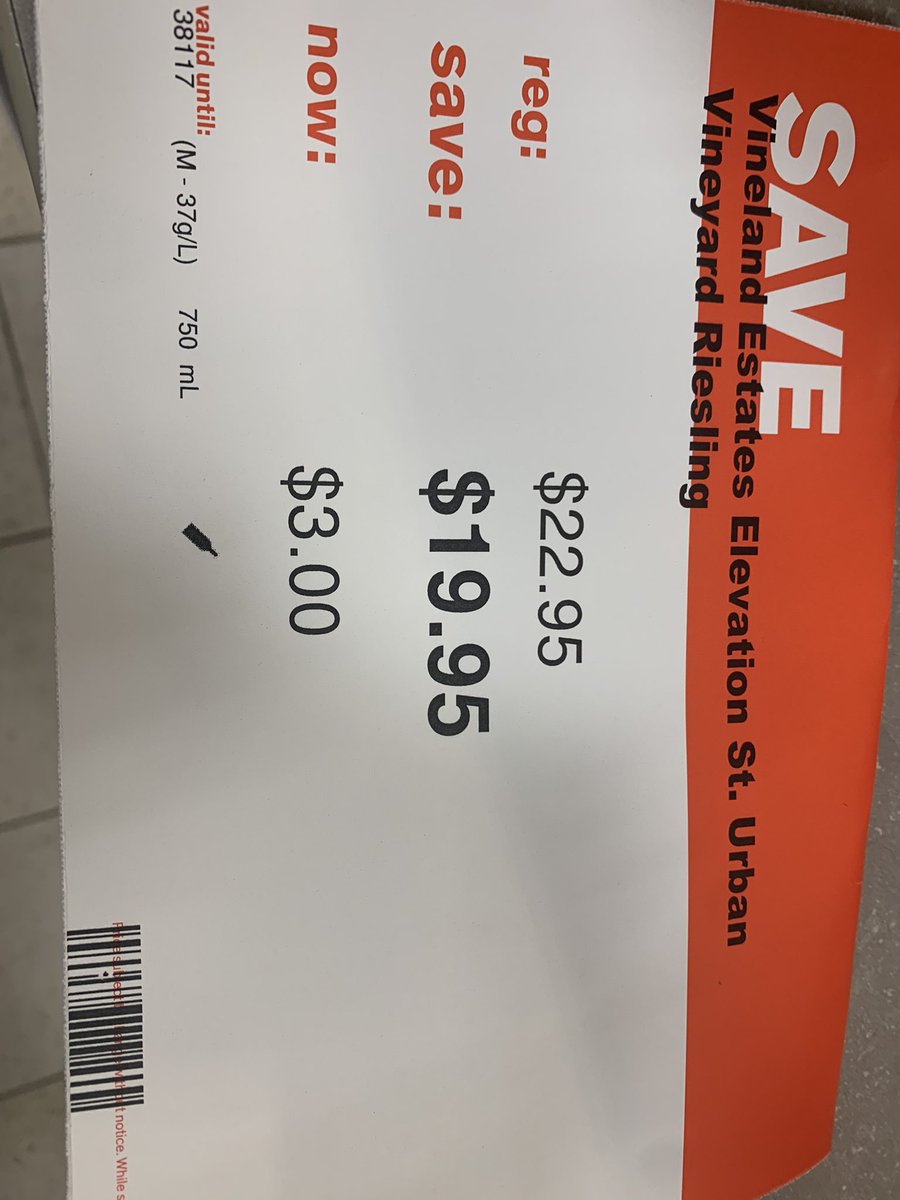 SAVE
Vineland Estates Elevation St. Urban
Vineyard Riesling
reg: $22.95
save: $19.95
now: $3.00
valid until:
38117 (M - 37g/L) 750 mL
notice. While